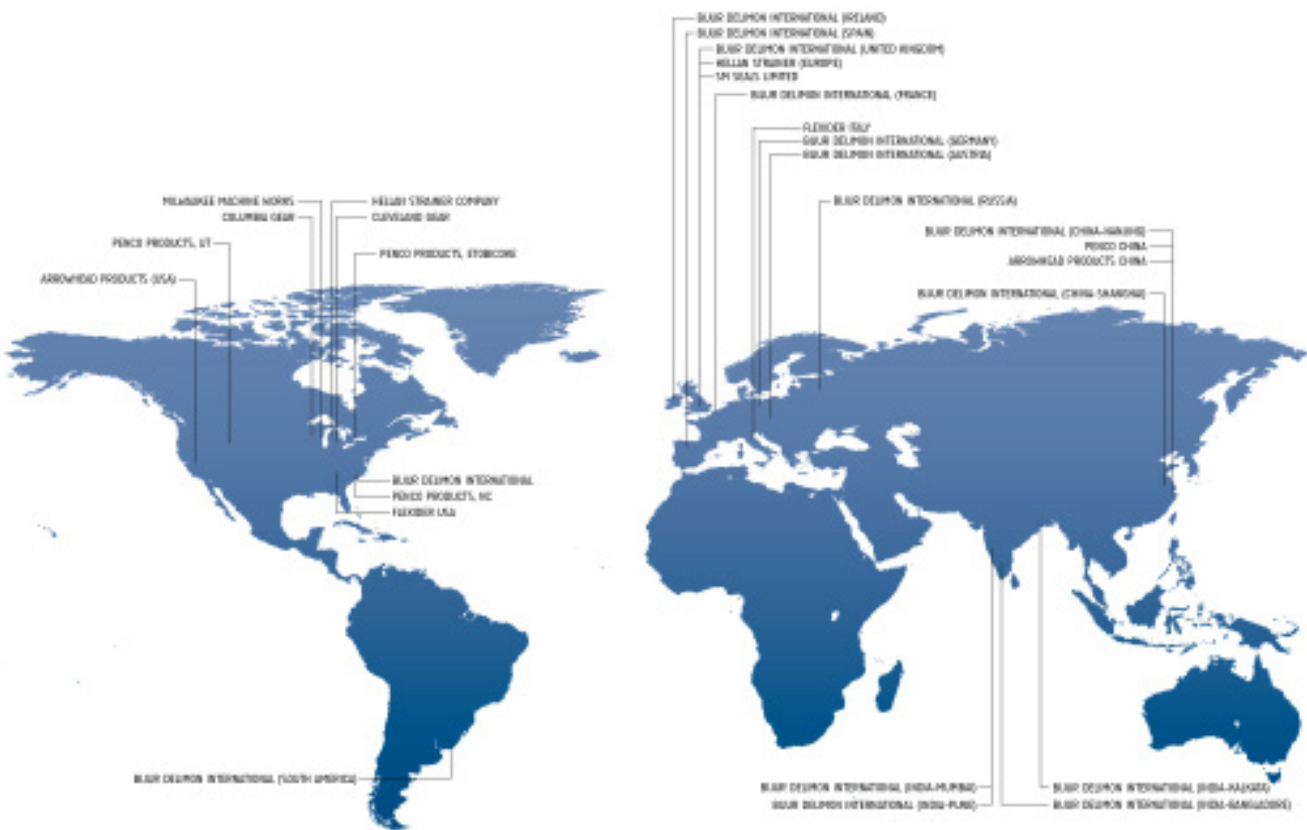 BIJUR DELIMON INTERNATIONAL (IRELAND)
BIJUR DELIMON INTERNATIONAL (SPAIN)
BIJUR DELIMON INTERNATIONAL (UNITED KINGDOM)
HELLAN STRAINER (EUROPE)
SM SEALS LIMITED
BIJUR DELIMON INTERNATIONAL (FRANCE)
FLEXIDER ITALY
BIJUR DELIMON INTERNATIONAL (GERMANY)
BIJUR DELIMON INTERNATIONAL (AUSTRIA)
MILWAUKEE MACHINE WORKS
HELLAN STRAINER COMPANY
BIJUR DELIMON INTERNATIONAL (RUSSIA)
COLUMBIA GEAR
CLEVELAND GEAR
BIJUR DELIMON INTERNATIONAL (CHINA-NANJING)
PENCO PRODUCTS, UT
PENCO CHINA
PENCO PRODUCTS, ETOBICOKE
ARROWHEAD PRODUCTS CHINA
ARROWHEAD PRODUCTS (USA)
BIJUR DELIMON INTERNATIONAL (CHINA-SHANGHAI)
BIJUR DELIMON INTERNATIONAL
PENCO PRODUCTS, NC
FLEXIDER USA
BIJUR DELIMON INTERNATIONAL (SOUTH AMERICA)
BIJUR DELIMON INTERNATIONAL (INDIA-MUMBAI)
BIJUR DELIMON INTERNATIONAL (INDIA-KALKATA)
BIJUR DELIMON INTERNATIONAL (INDIA-PUNE)
BIJUR DELIMON INTERNATIONAL (INDIA-BANGLADORE)